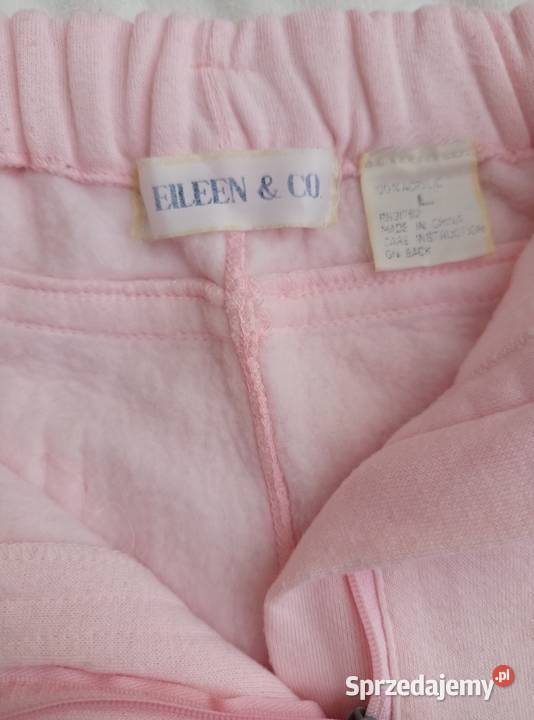 EILEEN & CO.
L
MADE IN CHINA
CARE INSTRUCTION
ON BACK
Sprzedajemy.pl